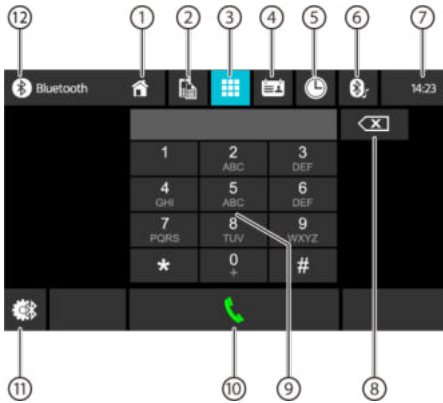 12 1 2 3 4 5 6 7
Bluetooth 14:23
1 2 3
ABC DEF
4 5 6
GHI ABC DEF
7 8 9
PQRS TUV WXYZ
* 0 #
+
11 10 9 8